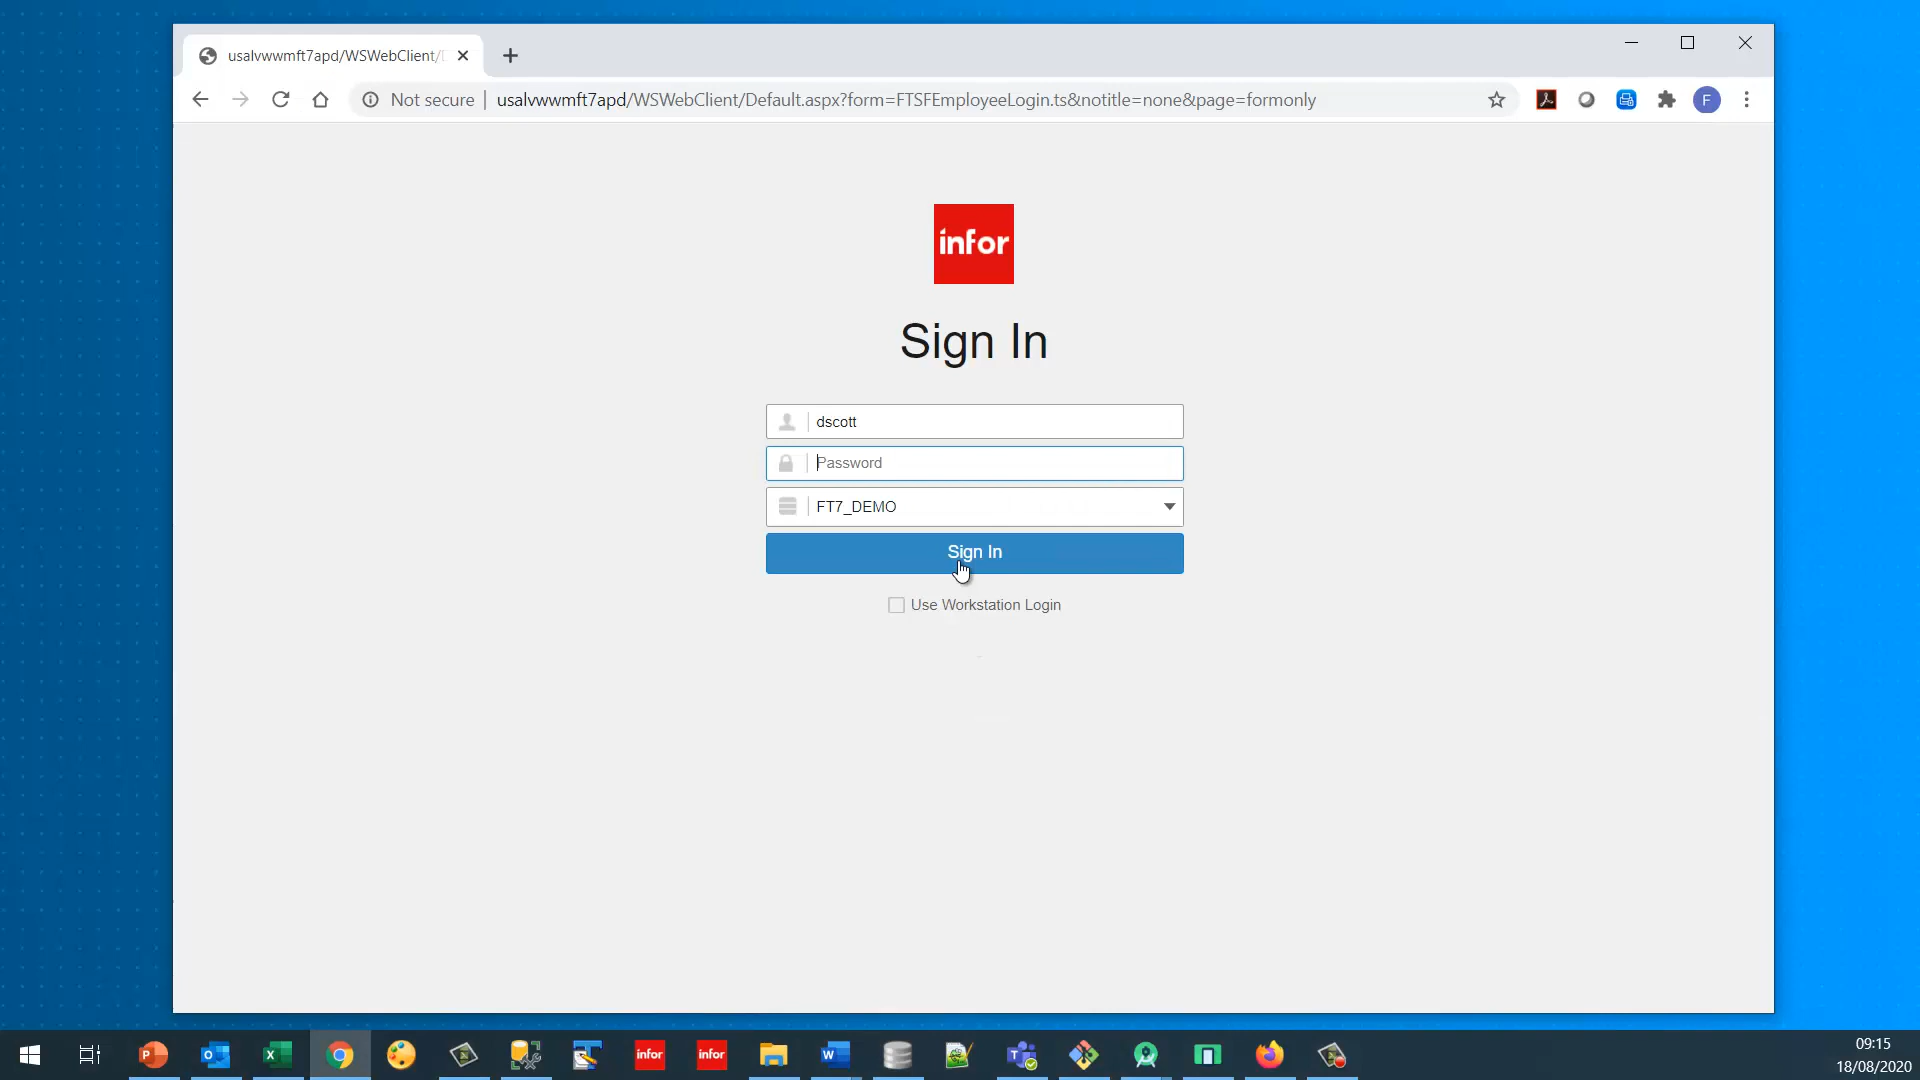 usalvwwmft7apd/WSWebClient/
Not secure
usalvwwmft7apd/WSWebClient/Default.aspx?form=FTSFEmployeeLogin.ts&notitle=none&page=formonly
F
infor
Sign In
dscott
Password
FT7_DEMO
Sign In
Use Workstation Login
infor
infor
09:15
18/08/2020